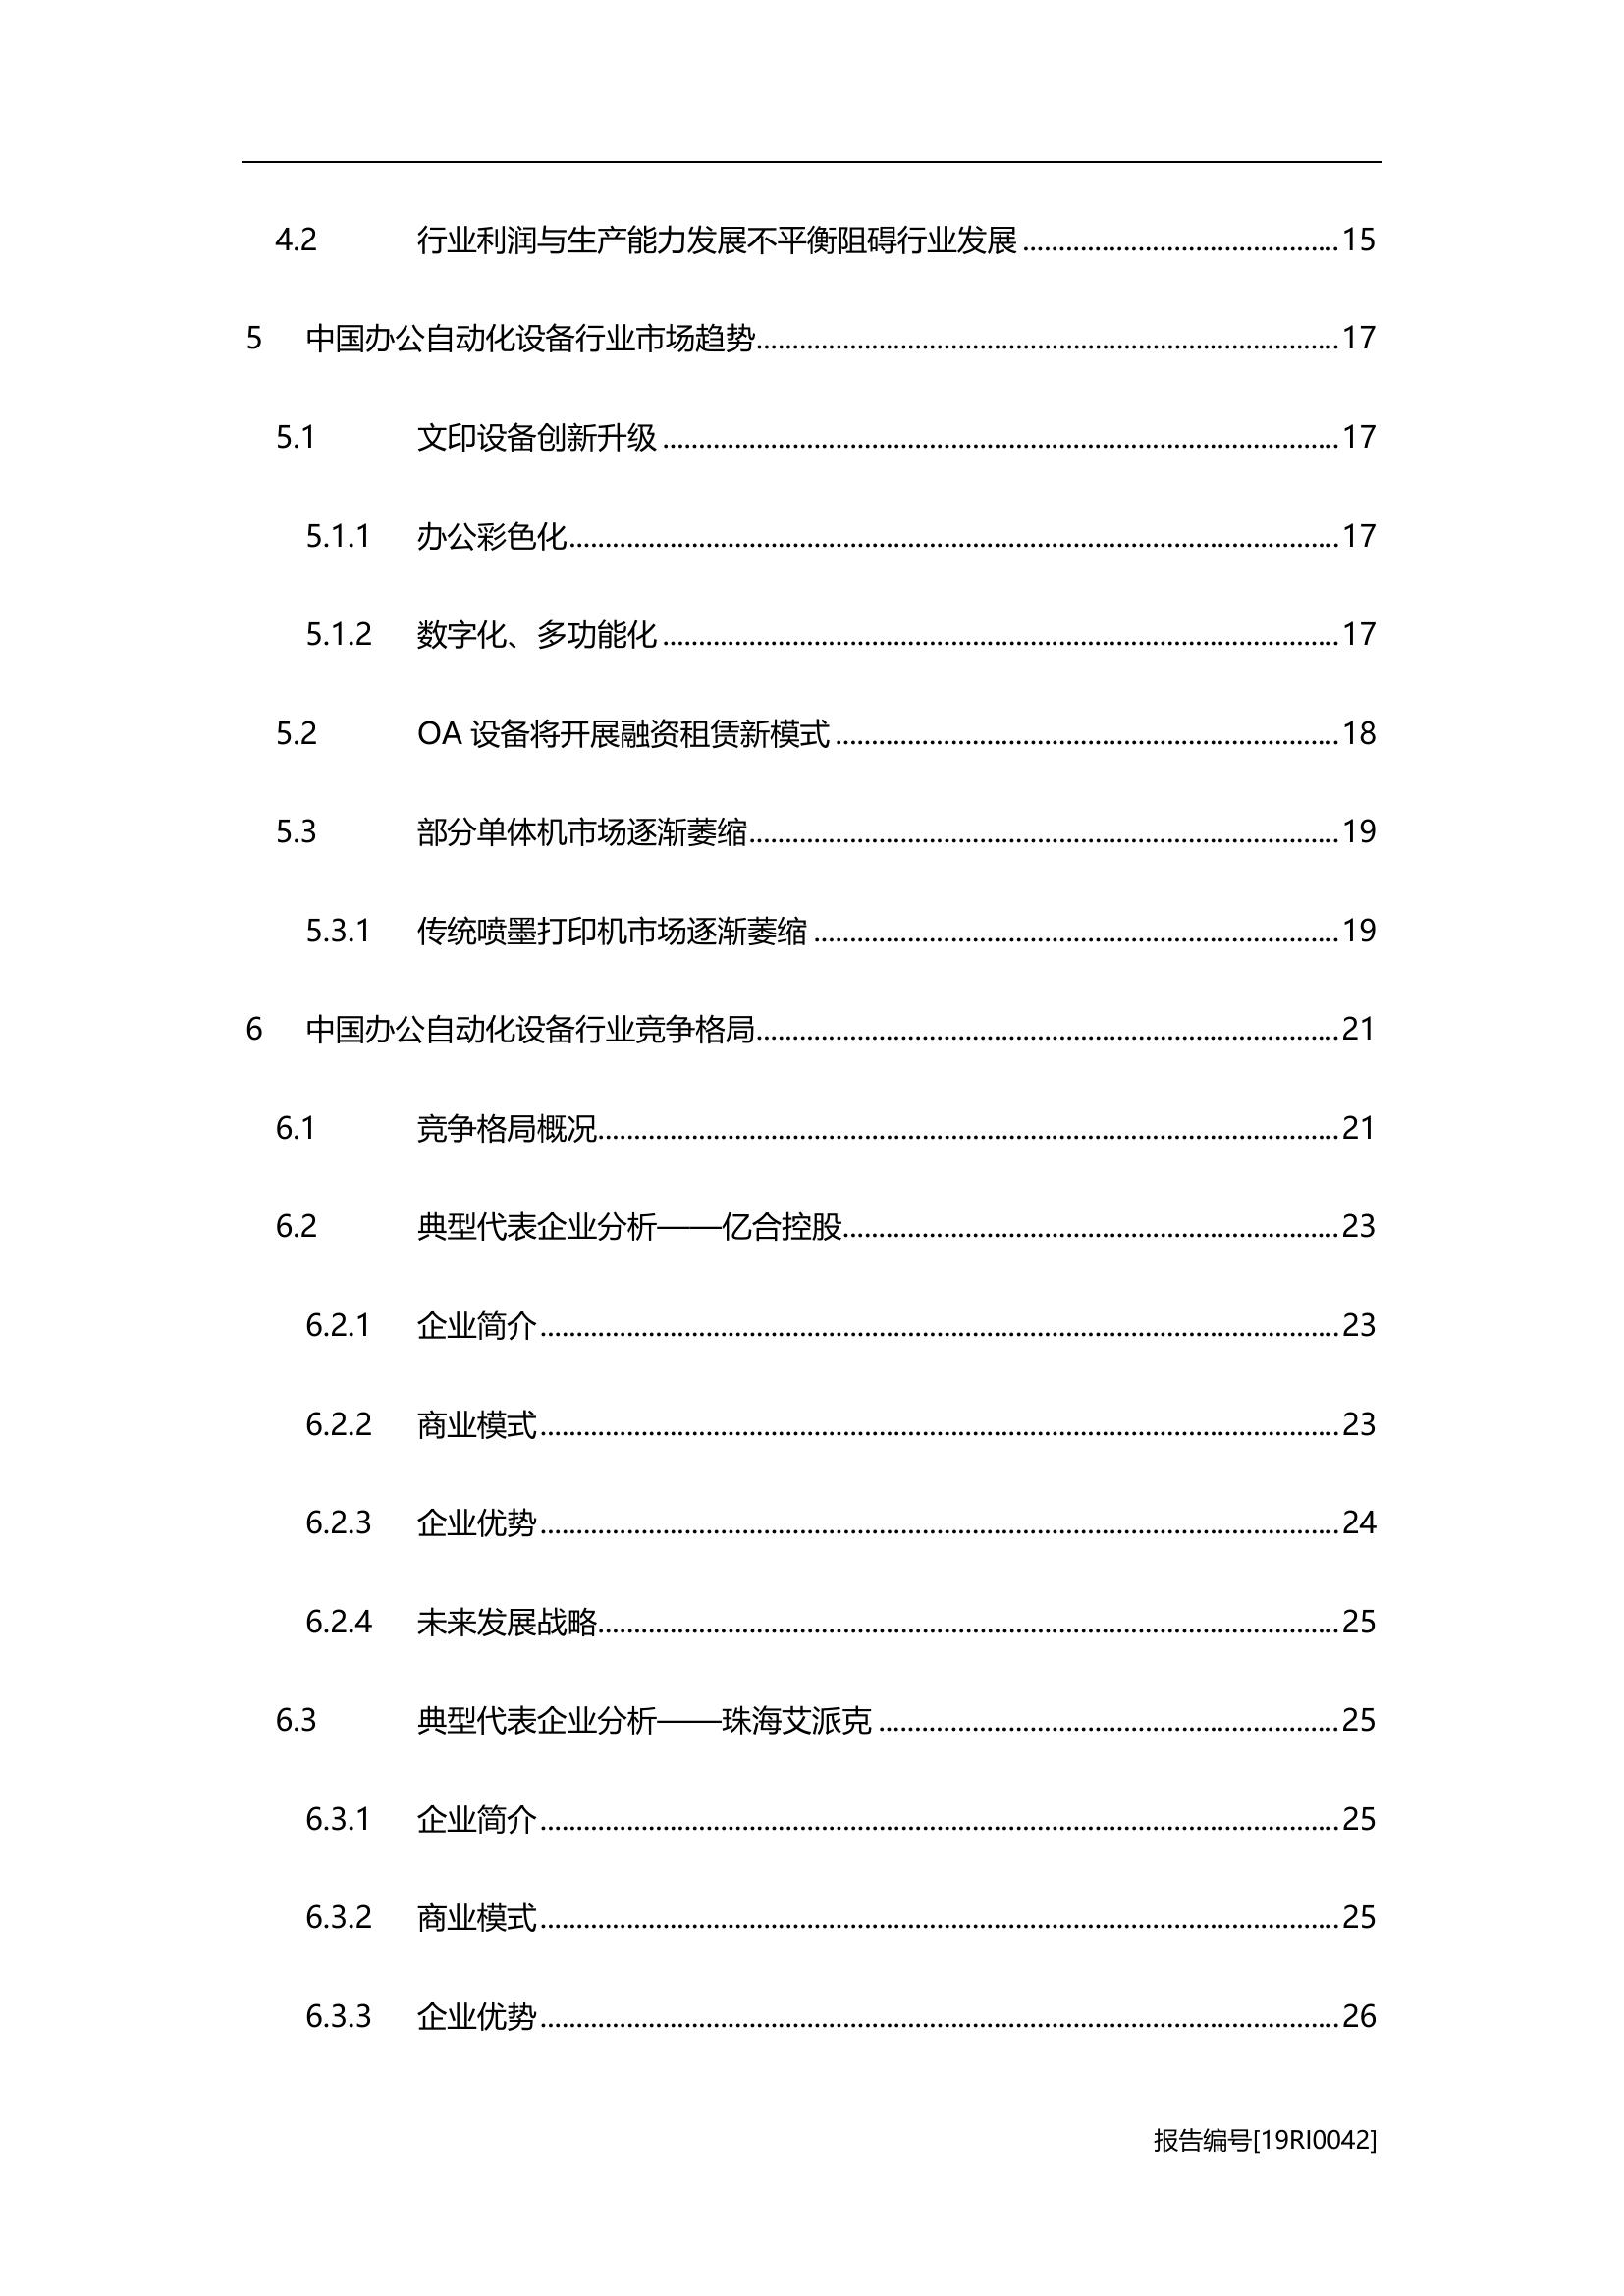 4.2 行业利润与生产能力发展不平衡阻碍行业发展 15
5 中国办公自动化设备行业市场趋势 17
5.1 文印设备创新升级 17
5.1.1 办公彩色化 17
5.1.2 数字化、多功能化 17
5.2 OA 设备将开展融资租赁新模式 18
5.3 部分单体机市场逐渐萎缩 19
5.3.1 传统喷墨打印机市场逐渐萎缩 19
6 中国办公自动化设备行业竞争格局 21
6.1 竞争格局概况 21
6.2 典型代表企业分析——亿合控股 23
6.2.1 企业简介 23
6.2.2 商业模式 23
6.2.3 企业优势 24
6.2.4 未来发展战略 25
6.3 典型代表企业分析——珠海艾派克 25
6.3.1 企业简介 25
6.3.2 商业模式 25
6.3.3 企业优势 26
报告编号[19RI0042]